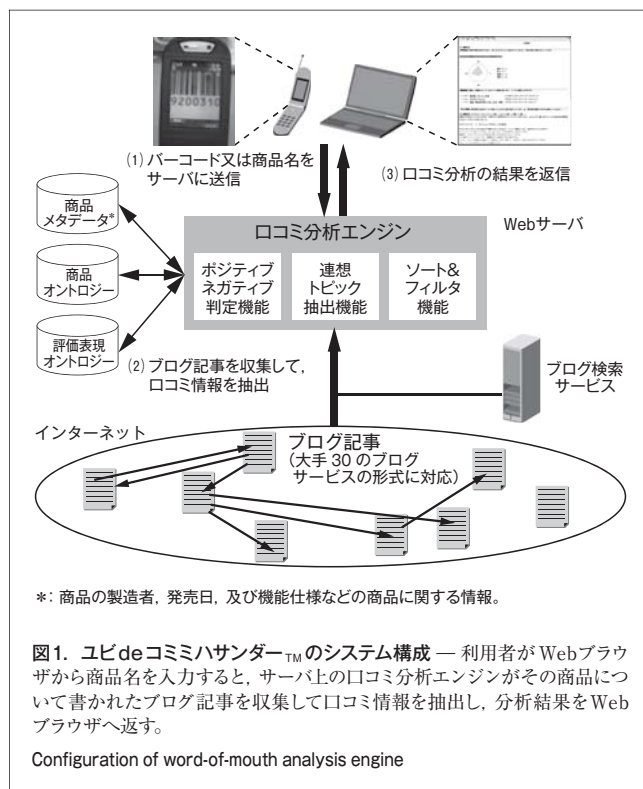 9200310
(1) バーコード又は商品名を
サーバに送信
(3) 口コミ分析の結果を返信
商品
メタデータ*
商品
オントロジー
評価表現
オントロジー
口コミ分析エンジン
Webサーバ
ポジティブ
ネガティブ
判定機能
連想
トピック
抽出機能
ソート&
フィルタ
機能
(2) ブログ記事を収集して,
口コミ情報を抽出
ブログ検索
サービス
インターネット
ブログ記事
(大手 30 のブログ
サービスの形式に対応)
*: 商品の製造者, 発売日, 及び機能仕様などの商品に関する情報。
図1. ユビdeコミミハサンダー™のシステム構成 — 利用者が Webブラウ
ザから商品名を入力すると, サーバ上の口コミ分析エンジンがその商品につ
いて書かれたブログ記事を収集して口コミ情報を抽出し, 分析結果をWeb
ブラウザへ返す。
Configuration of word-of-mouth analysis engine